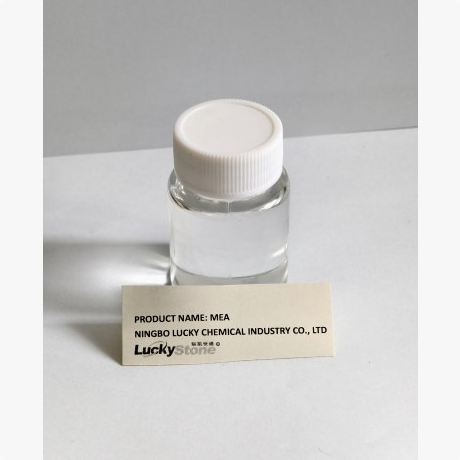 PRODUCT NAME: MEA
NINGBO LUCKY CHEMICAL INDUSTRY CO., LTD
LuckyStone